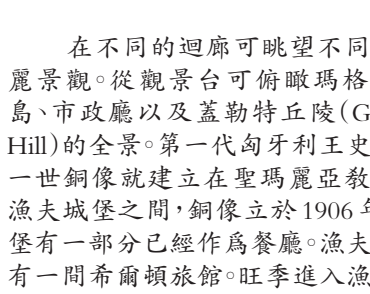 在不同的迴廊可眺望不同
麗景觀。從觀景台可俯瞰瑪格
島、市政廳以及蓋勒特丘陵(G
Hill)的全景。第一代匈牙利王史
一世銅像就建立在聖瑪麗亞教
漁夫城堡之間,銅像立於1906年
堡有一部分已經作為餐廳。漁夫
有一間希爾頓旅館。旺季進入漁